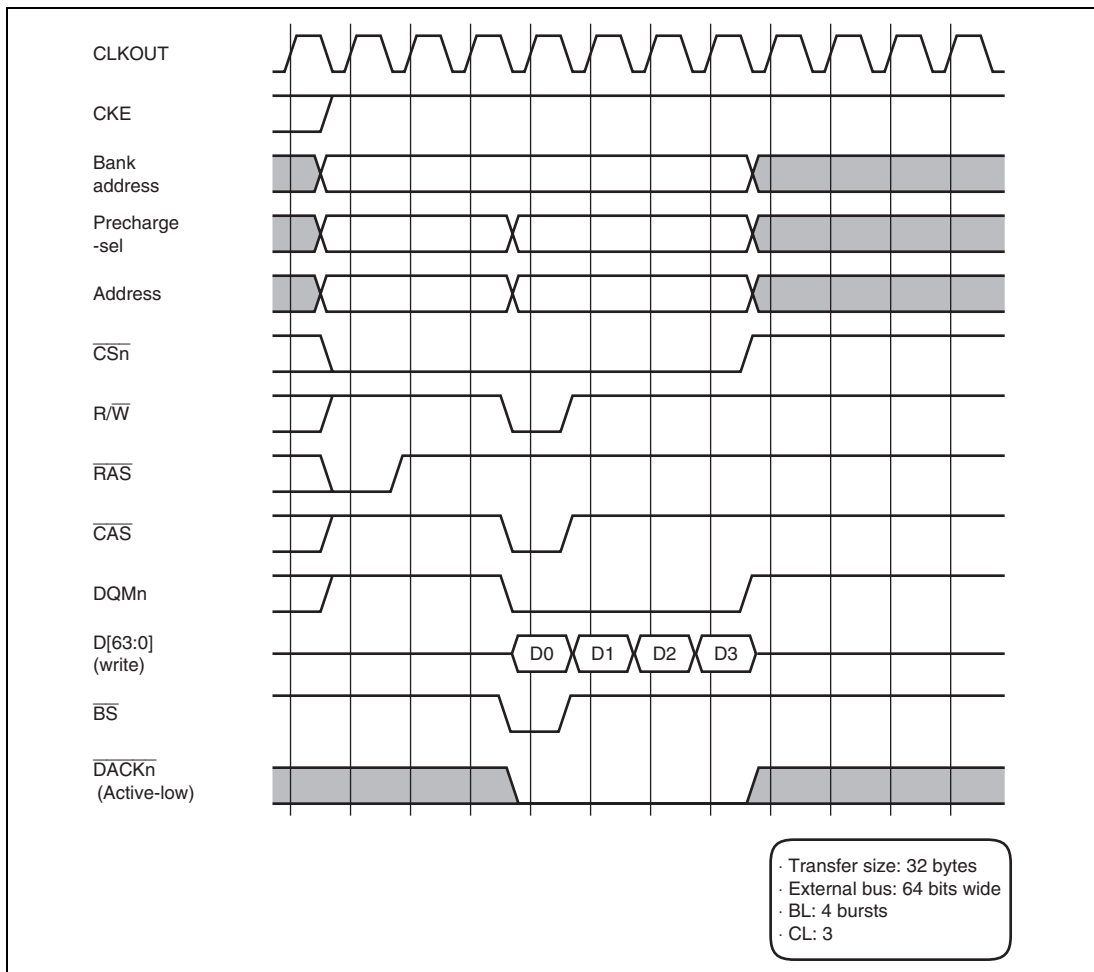 CLKOUT
CKE
Bank
address
Precharge
-sel
Address
CSn
R/W
RAS
CAS
DQMn
D[63:0]
(write)
D0 D1 D2 D3
BS
DACKn
(Active-low)
· Transfer size: 32 bytes
· External bus: 64 bits wide
· BL: 4 bursts
· CL: 3